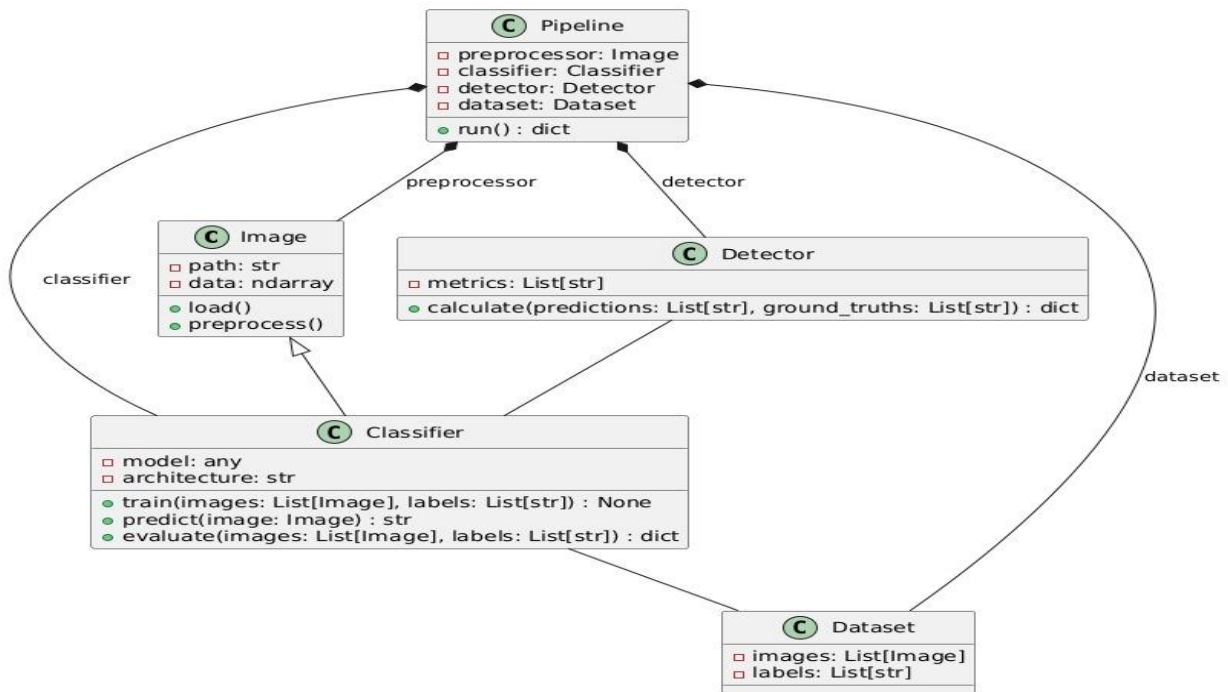 C Pipeline
preprocessor: Image
classifier: Classifier
detector: Detector
dataset: Dataset
run() : dict
preprocessor
detector
C Image
path: str
data: ndarray
load()
preprocess()
C Detector
metrics: List[str]
calculate(predictions: List[str], ground_truths: List[str]) : dict
classifier
dataset
C Classifier
model: any
architecture: str
train(images: List[Image], labels: List[str]) : None
predict(image: Image) : str
evaluate(images: List[Image], labels: List[str]) : dict
C Dataset
images: List[Image]
labels: List[str]